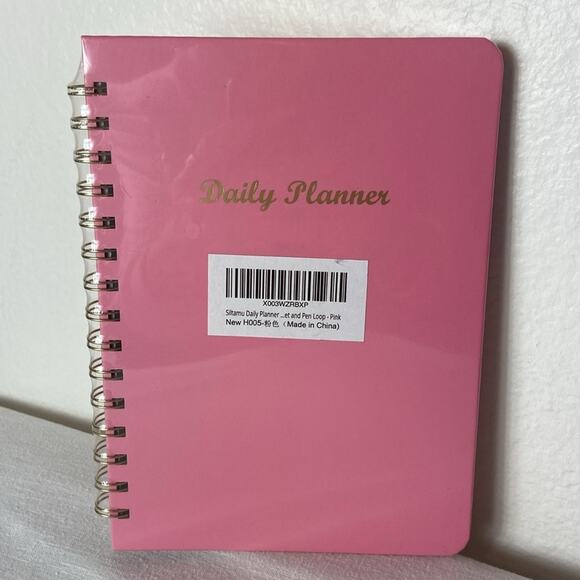 Daily Planner
X003WZRBXP
Siltamu Daily Planner ...et and Pen Loop - Pink
New H005-粉色（Made in China)